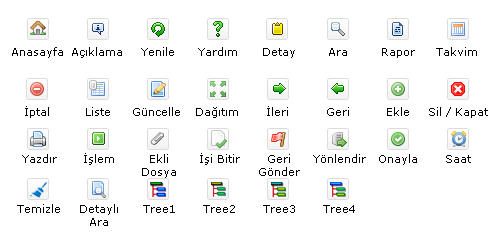 Anasayfa Açıklama Yenile Yardım Detay Ara Rapor Takvim
İptal Liste Güncelle Dağıtım İleri Geri Ekle Sil / Kapat
Yazdır İşlem Ekli Dosya İşi Bitir Geri Gönder Yönlendir Onayla Saat
Temizle Detaylı Ara Tree1 Tree2 Tree3 Tree4